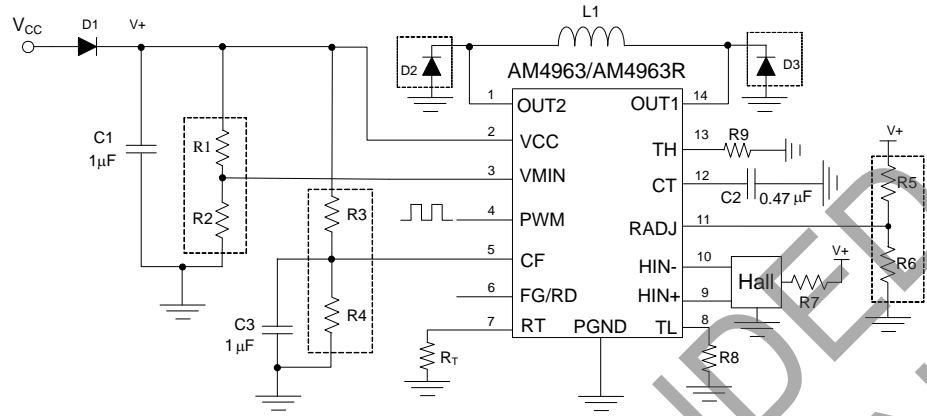 L1
VCC
D1
V+
D2
D3
AM4963/AM4963R
1
OUT2
OUT1
14
2
VCC
TH
13
R9
V+
C1
1μF
R1
3
VMIN
CT
12
C2
0.47 μF
R5
R2
R3
4
PWM
RADJ
11
5
CF
HIN-
10
Hall
V+
R6
R7
6
FG/RD
HIN+
9
C3
1μF
R4
7
RT
PGND
TL
8
RT
R8